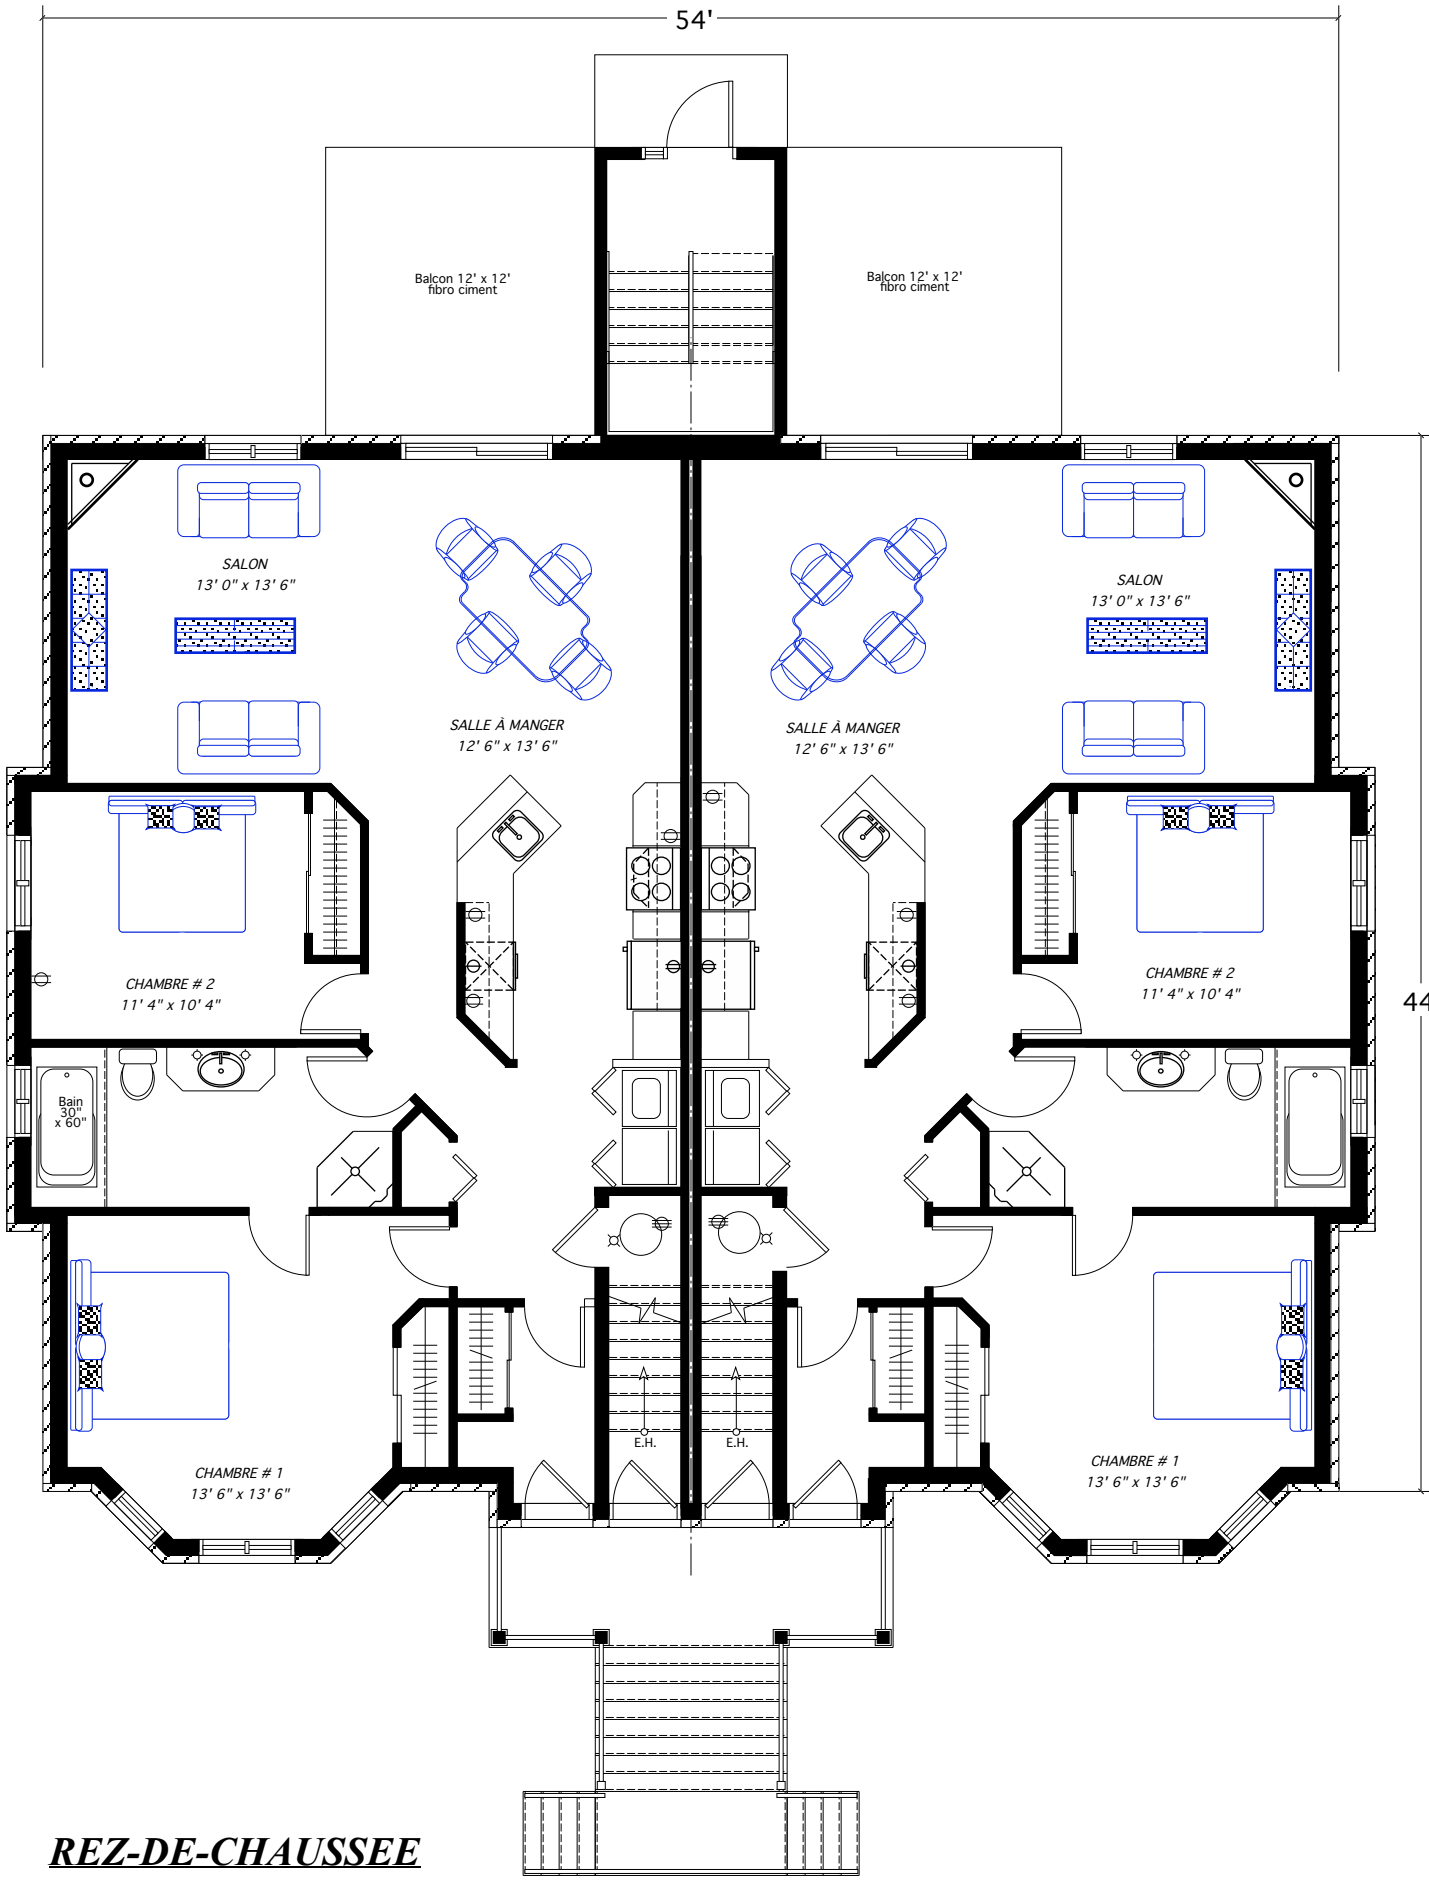 54'
Balcon 12' x 12'
fibro ciment
Balcon 12' x 12'
fibro ciment
SALON
13' 0" x 13' 6"
SALON
13' 0" x 13' 6"
SALLE À MANGER
12' 6" x 13' 6"
SALLE À MANGER
12' 6" x 13' 6"
CHAMBRE # 2
11' 4" x 10' 4"
CHAMBRE # 2
11' 4" x 10' 4"
44
Bain
30"
x 60"
E.H.
E.H.
CHAMBRE # 1
13' 6" x 13' 6"
CHAMBRE # 1
13' 6" x 13' 6"
REZ-DE-CHAUSSEE